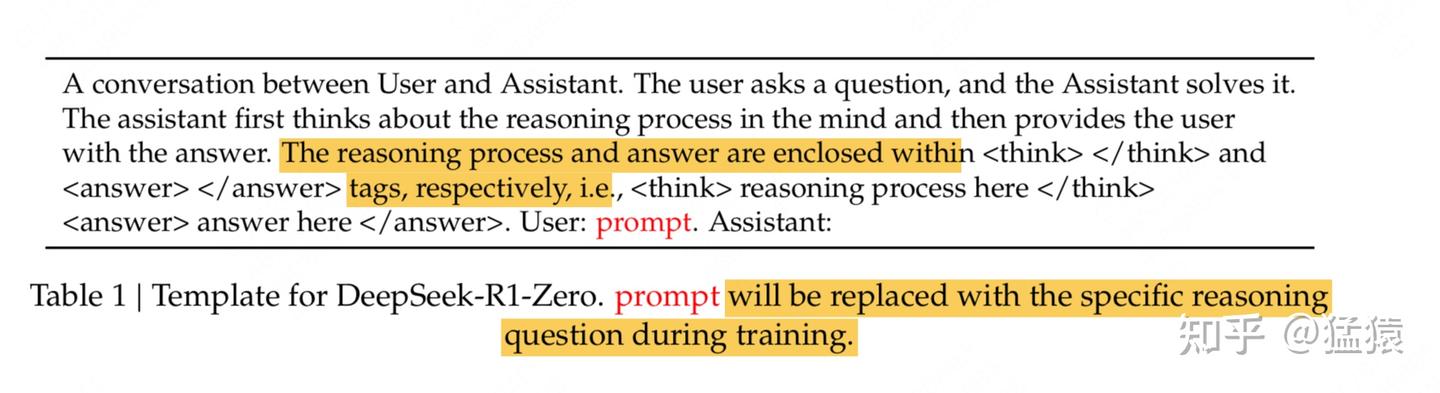 A conversation between User and Assistant. The user asks a question, and the Assistant solves it.
The assistant first thinks about the reasoning process in the mind and then provides the user
with the answer. The reasoning process and answer are enclosed within <think> </think> and
<answer> </answer> tags, respectively, i.e., <think> reasoning process here </think>
<answer> answer here </answer>. User: prompt. Assistant:
Table 1 | Template for DeepSeek-R1-Zero. prompt will be replaced with the specific reasoning
question during training.
知乎 @猛猿